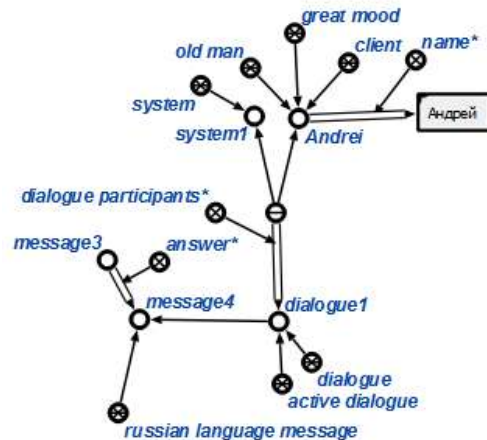 great mood
old man
client
name*
system
system1
Andrei
Андрей
dialogue participants*
message3
answer*
message4
dialogue1
dialogue
active dialogue
russian language message